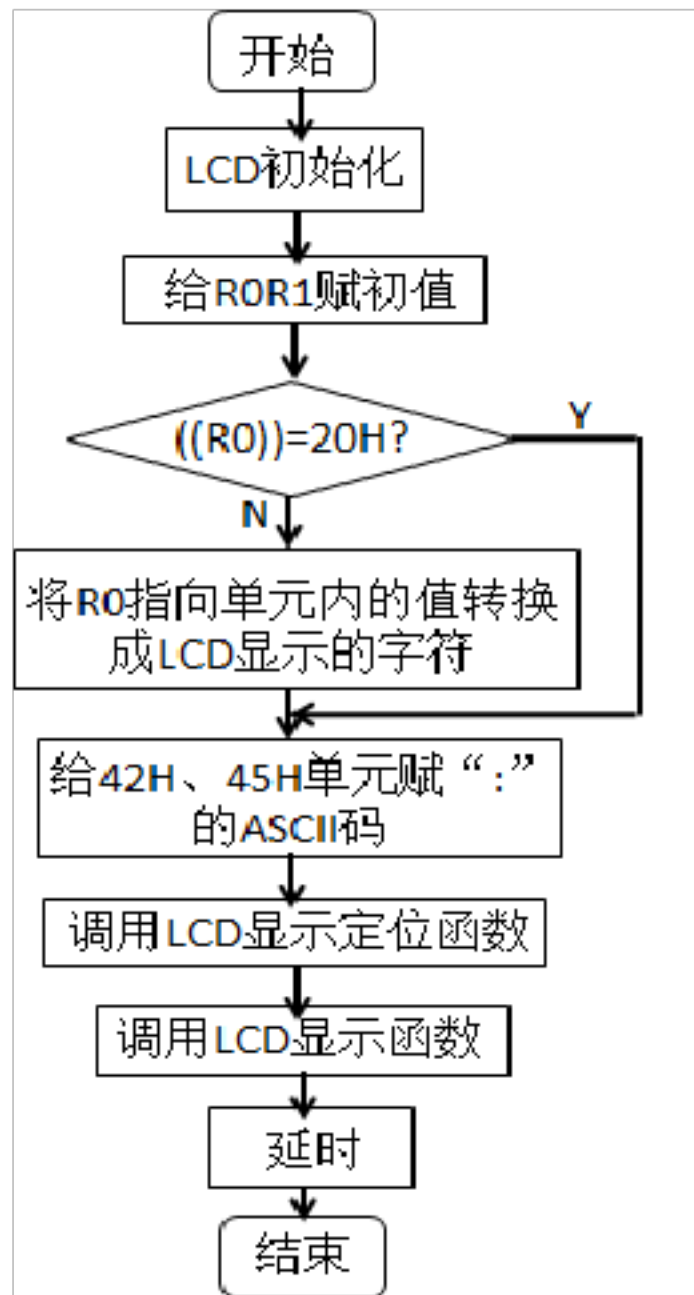 开始
LCD初始化
给R0R1赋初值
((R0))=20H?
Y
N
将R0指向单元内的值转换
成LCD显示的字符
给42H、45H单元赋“:”
的ASCII码
调用LCD显示定位函数
调用LCD显示函数
延时
结束